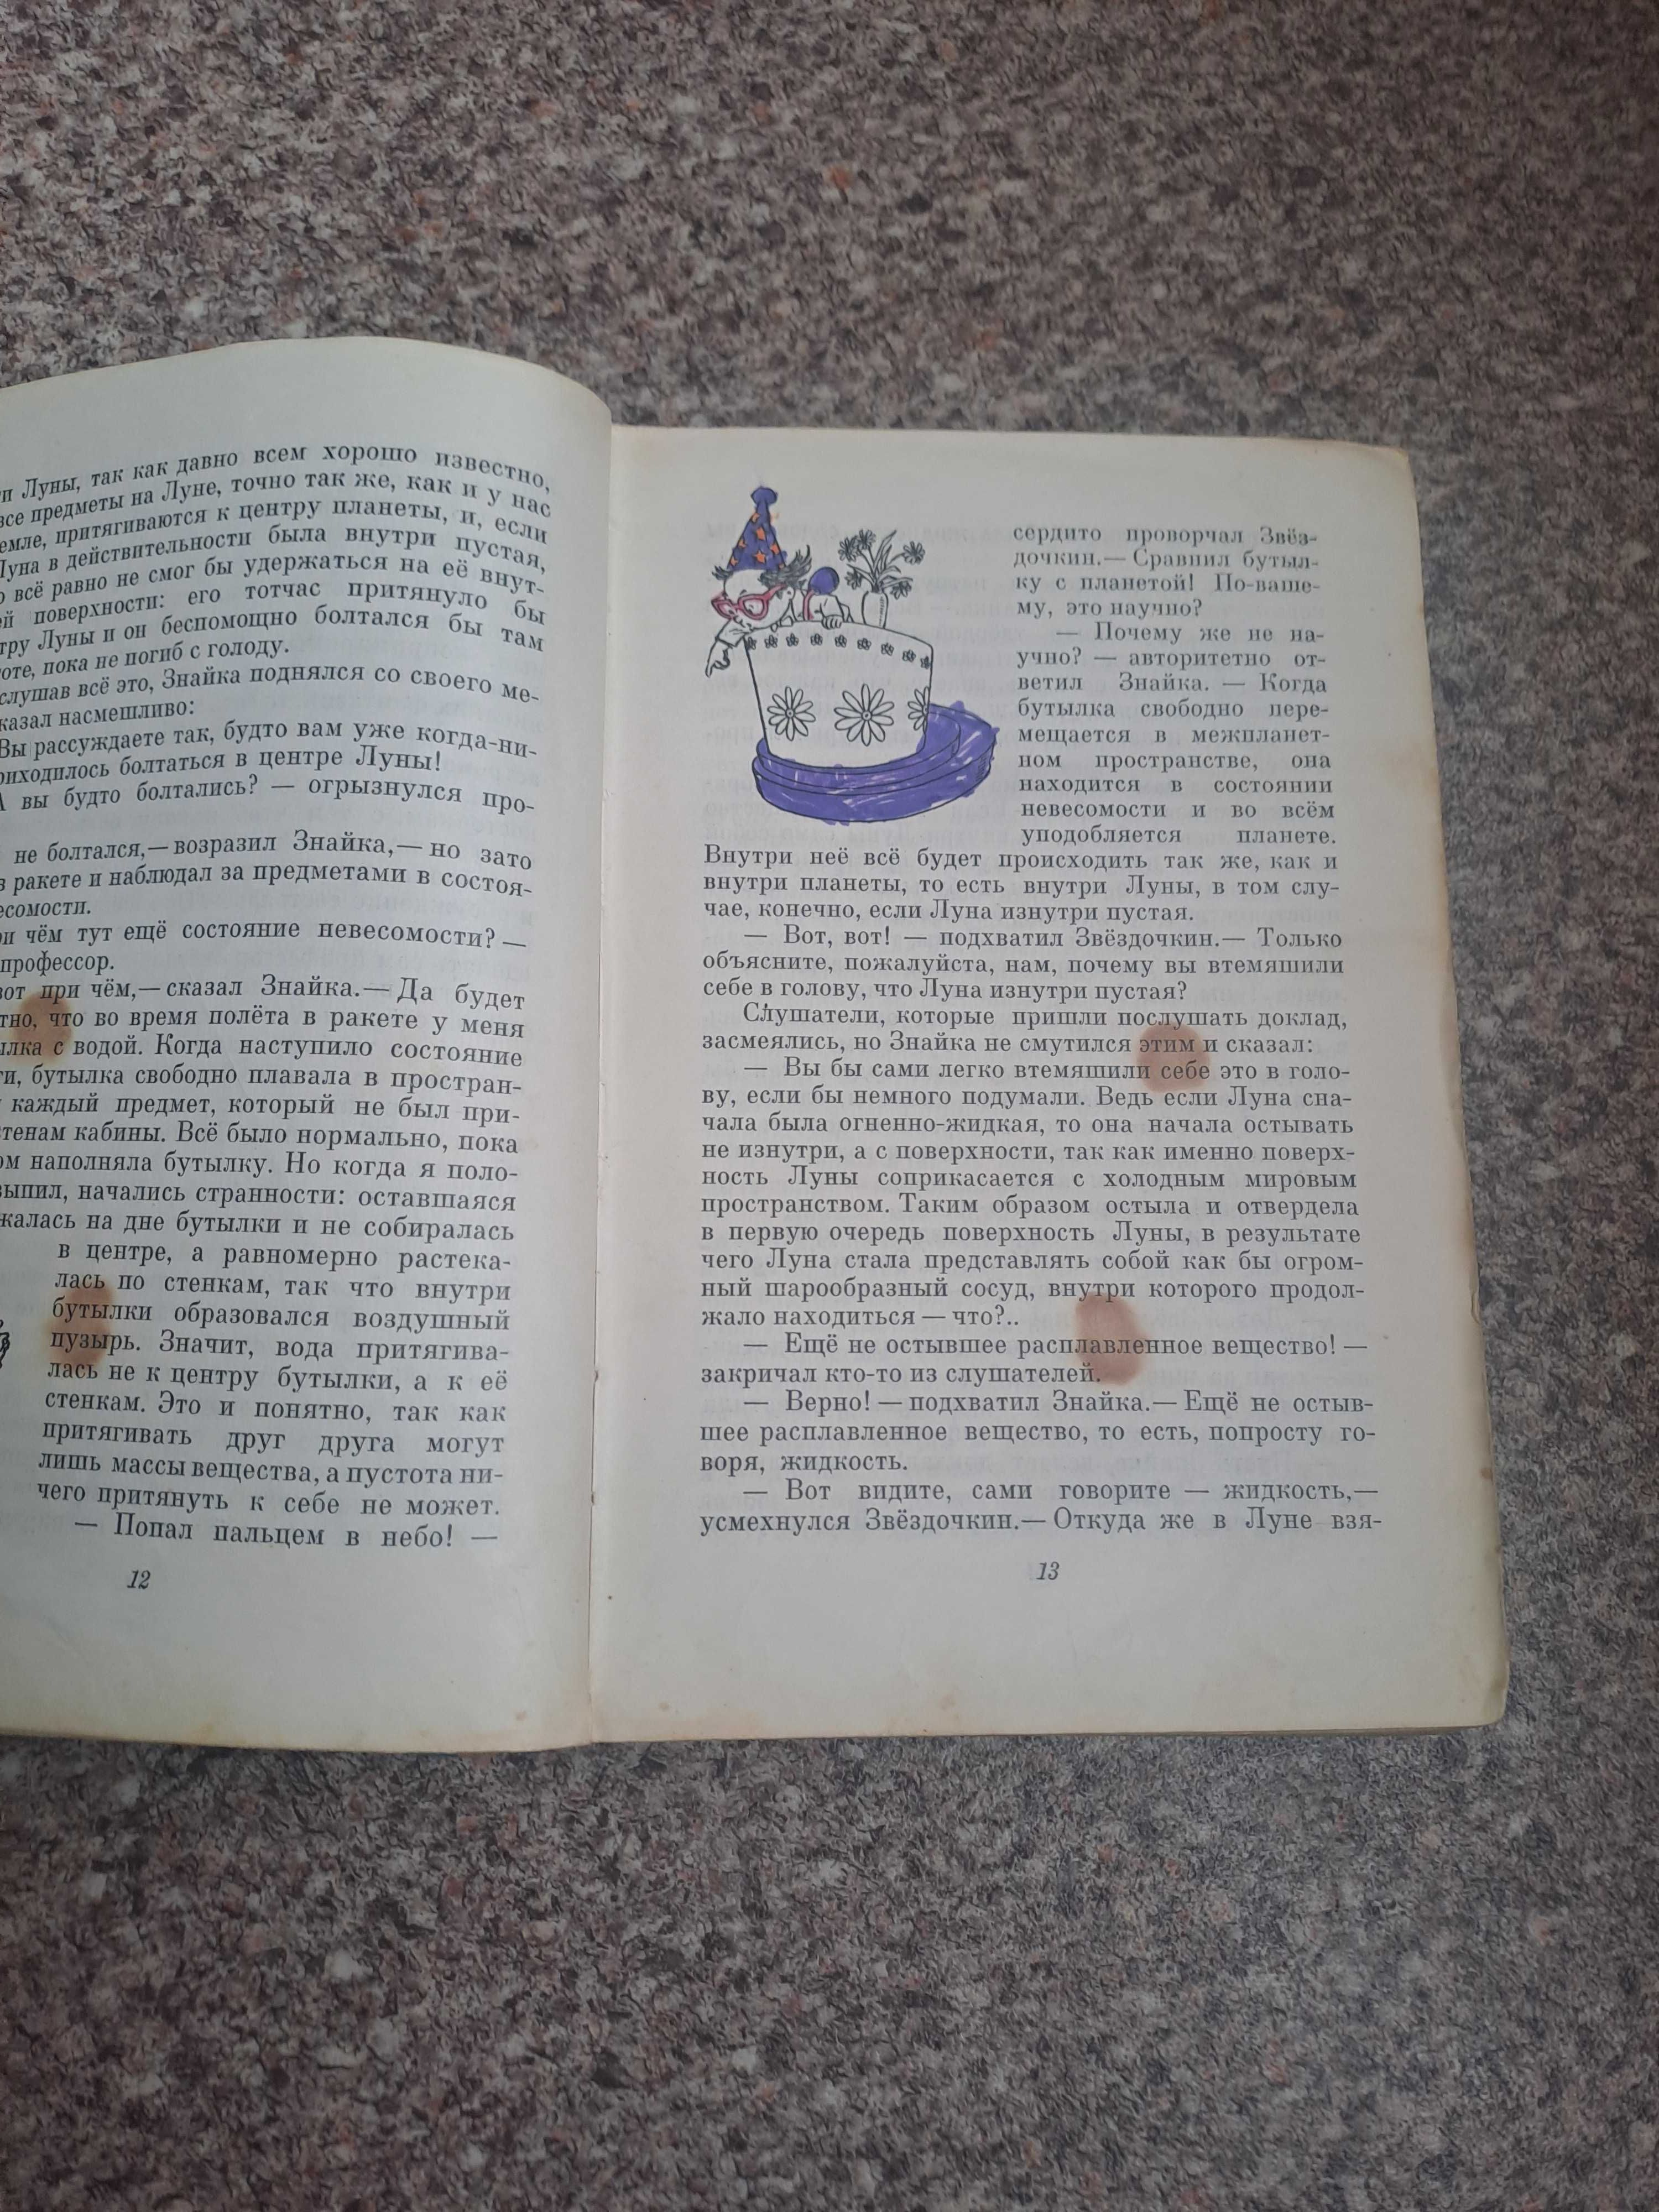 Луны, так как давно всем хорошо известно,
все предметы на Луне, точно так же, как и у нас
притягиваются к центру планеты, и, если
Луна в действительности была внутри пустая,
всё равно не смог бы удержаться на её внут-
поверхности: его тотчас притянуло бы
Луны и он беспомощно болтался бы там
пока не погиб с голоду.
всё это, Знайка поднялся со своего ме-
насмешливо:
Вы рассуждаете так, будто вам уже когда-ни-
болтаться в центре Луны!
вы будто болтались? — огрызнулся про-
не болтался,— возразил Знайка,— но зато
в ракете и наблюдал за предметами в состоя-
чём тут ещё состояние невесомости? —
профессор.
вот при чём,— сказал Знайка.— Да будет
что во время полёта в ракете у меня
с водой. Когда наступило состояние
бутылка свободно плавала в простран-
каждый предмет, который не был при-
кабины. Всё было нормально, пока
наполняла бутылку. Но когда я поло-
выпил, начались странности: оставшаяся
на дне бутылки и не собиралась
в центре, а равномерно растека-
лась по стенкам, так что внутри
бутылки образовался воздушный
пузырь. Значит, вода притягива-
лась не к центру бутылки, а к её
стенкам. Это и понятно, так как
притягивать друг друга могут
лишь массы вещества, а пустота ни-
чего притянуть к себе не может.
— Попал пальцем в небо! —
12
сердито проворчал Звёз-
дочкин.— Сравнил бутыл-
ку с планетой! По-ваше-
му, это научно?
— Почему же не на-
учно? — авторитетно от-
ветил Знайка. — Когда
бутылка свободно пере-
мещается в межпланет-
ном пространстве, она
находится в состоянии
невесомости и во всём
уподобляется планете.
Внутри неё всё будет происходить так же, как и
внутри планеты, то есть внутри Луны, в том слу-
чае, конечно, если Луна изнутри пустая.
— Вот, вот! — подхватил Звёздочкин.— Только
объясните, пожалуйста, нам, почему вы втемяшили
себе в голову, что Луна изнутри пустая?
Слушатели, которые пришли послушать доклад,
засмеялись, но Знайка не смутился этим и сказал:
— Вы бы сами легко втемяшили себе это в голо-
ву, если бы немного подумали. Ведь если Луна сна-
чала была огненно-жидкая, то она начала остывать
не изнутри, а с поверхности, так как именно поверх-
ность Луны соприкасается с холодным мировым
пространством. Таким образом остыла и отвердела
в первую очередь поверхность Луны, в результате
чего Луна стала представлять собой как бы огром-
ный шарообразный сосуд, внутри которого продол-
жало находиться — что?..
— Ещё не остывшее расплавленное вещество! —
закричал кто-то из слушателей.
— Верно! — подхватил Знайка.— Ещё не остыв-
шее расплавленное вещество, то есть, попросту го-
воря, жидкость.
— Вот видите, сами говорите — жидкость,—
усмехнулся Звёздочкин.— Откуда же в Луне взя-
13